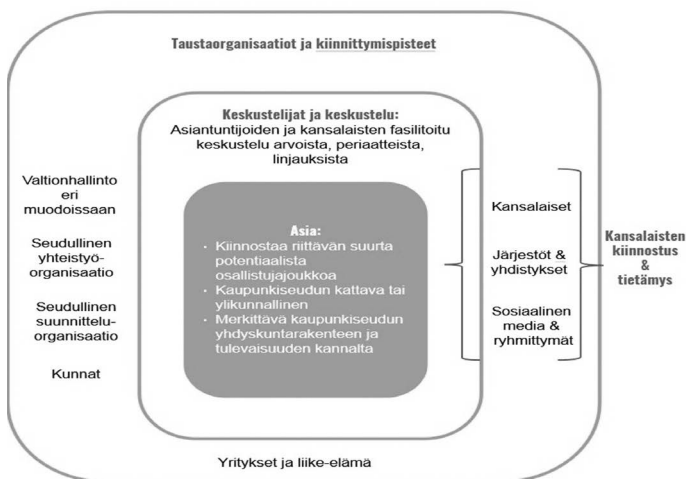 Taustaorganisaatiot ja kiinnittymispisteet
Keskustelijat ja keskustelu:
Asiantuntijoiden ja kansalaisten fasilitoitu
keskustelu arvoista, periaatteista,
linjauksista
Valtionhallinto
eri
muodoissaan
Seudullinen
yhteistyö-
organisaatio
Seudullinen
suunnittelu-
organisaatio
Kunnat
Asia:
· Kiinnostaa riittävän suurta
potentiaalista
osallistujajoukkoa
· Kaupunkiseudun kattava tai
ylikunnallinen
· Merkittävä kaupunkiseudun
yhdyskuntarakenteen ja
tulevaisuuden kannalta
Kansalaiset
Järjestöt &
yhdistykset
Sosiaalinen
media &
ryhmittymät
Kansalaisten
kiinnostus
&
tietämys
Yritykset ja liike-elämä